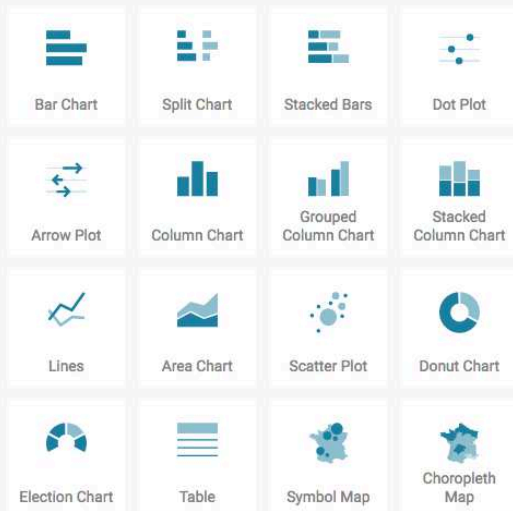 Bar Chart
Split Chart
Stacked Bars
Dot Plot
Arrow Plot
Column Chart
Grouped
Column Chart
Stacked
Column Chart
Lines
Area Chart
Scatter Plot
Donut Chart
Election Chart
Table
Symbol Map
Choropleth
Map